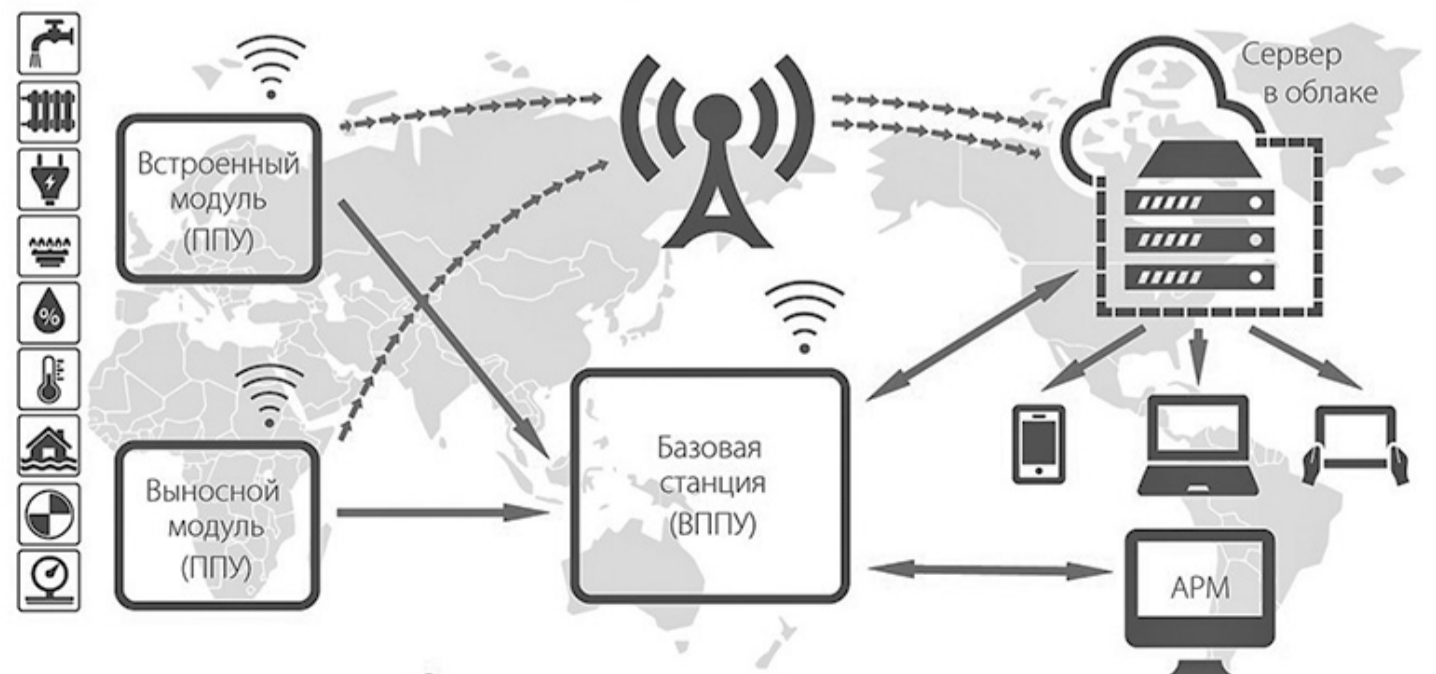 Сервер
в облаке
Встроенный
модуль
(ППУ)
%
Базовая
станция
(ВППУ)
Выносной
модуль
(ППУ)
АРМ